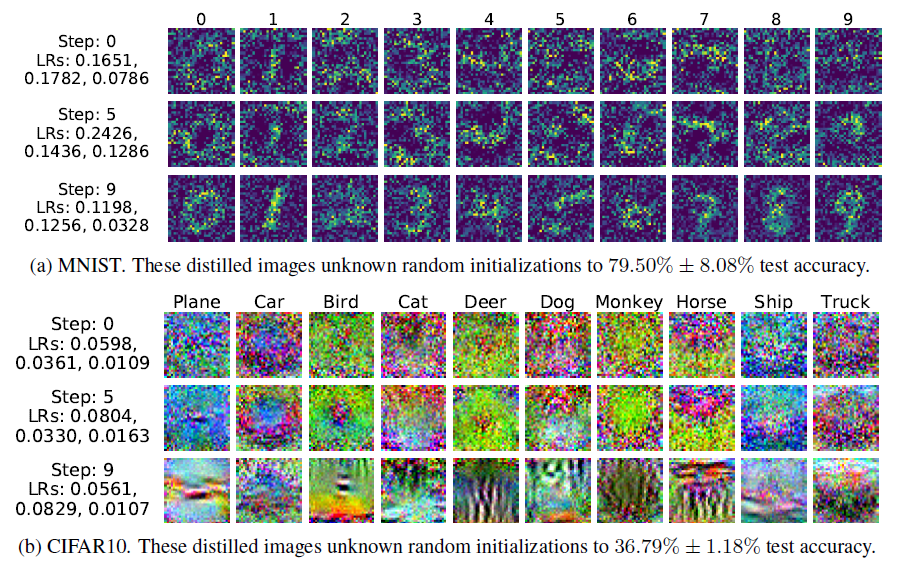 0 1 2 3 4 5 6 7 8 9
Step: 0
LRs: 0.1651,
0.1782, 0.0786
Step: 5
LRs: 0.2426,
0.1436, 0.1286
Step: 9
LRs: 0.1198,
0.1256, 0.0328
(a) MNIST. These distilled images unknown random initializations to 79.50% ± 8.08% test accuracy.
Plane Car Bird Cat Deer Dog Monkey Horse Ship Truck
Step: 0
LRs: 0.0598,
0.0361, 0.0109
Step: 5
LRs: 0.0804,
0.0330, 0.0163
Step: 9
LRs: 0.0561,
0.0829, 0.0107
(b) CIFAR10. These distilled images unknown random initializations to 36.79% ± 1.18% test accuracy.